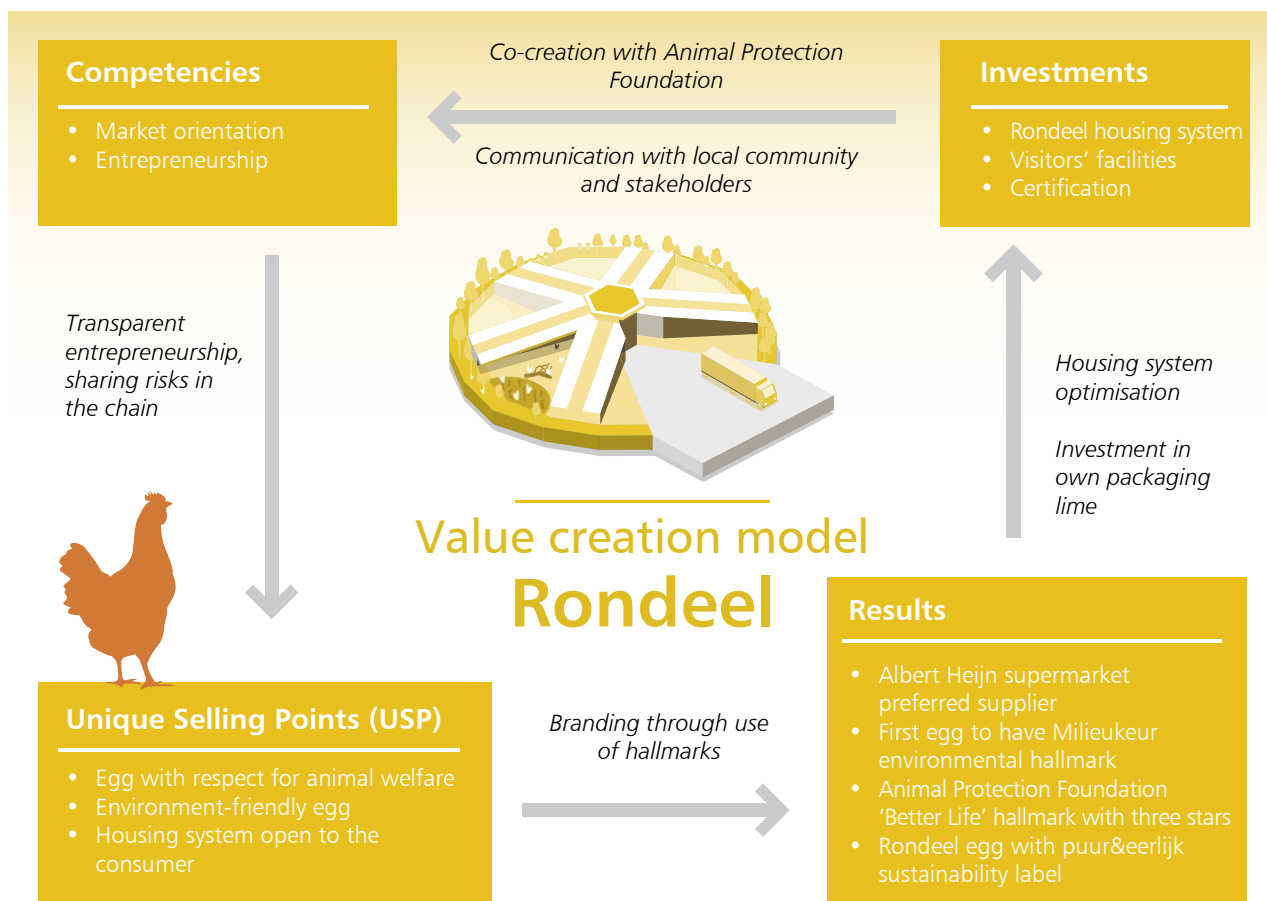 Competencies
• Market orientation
• Entrepreneurship
Co-creation with Animal Protection
Foundation
Communication with local community
and stakeholders
Investments
• Rondeel housing system
• Visitors’ facilities
• Certification
Transparent
entrepreneurship,
sharing risks in
the chain
Housing system
optimisation
Investment in
own packaging
lime
Value creation model
Rondeel
Unique Selling Points (USP)
• Egg with respect for animal welfare
• Environment-friendly egg
• Housing system open to the
consumer
Branding through use
of hallmarks
Results
• Albert Heijn supermarket
preferred supplier
• First egg to have Milieukeur
environmental hallmark
• Animal Protection Foundation
‘Better Life’ hallmark with three stars
• Rondeel egg with puur&eerlijk
sustainability label